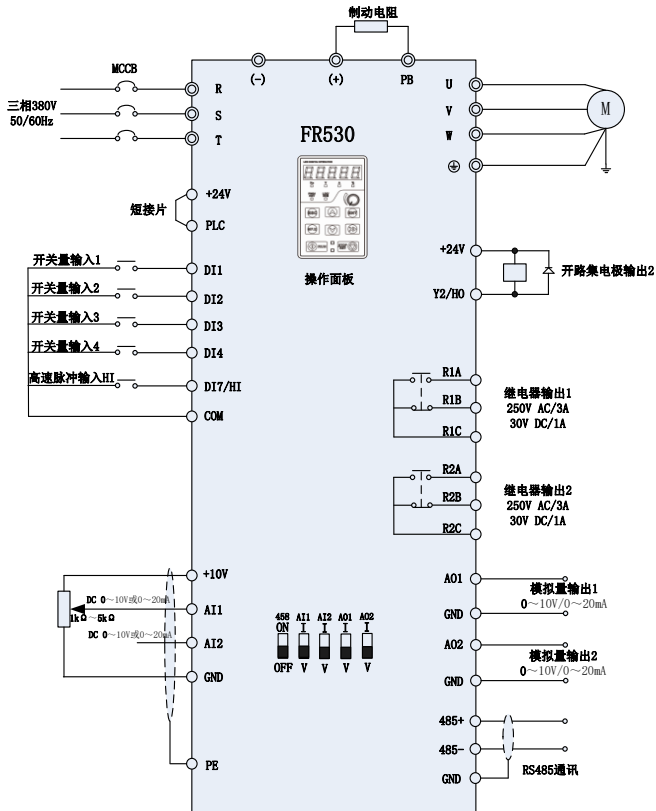 制动电阻
MCCB
(-)
(+)
PB
三相380V
50/60Hz
R
S
T
U
V
W
M
FR530
+24V
短接片
PLC
操作面板
+24V
Y2/HO
开路集电极输出2
开关量输入1
DI1
开关量输入2
DI2
开关量输入3
DI3
开关量输入4
DI4
高速脉冲输入HI
DI7/HI
COM
R1A
R1B
R1C
继电器输出1
250V AC/3A
30V DC/1A
R2A
R2B
R2C
继电器输出2
250V AC/3A
30V DC/1A
+10V
DC 0～10V或0～20mA
AI1
1kΩ～5kΩ
DC 0～10V或0～20mA
AI2
GND
PE
458 AI1 AI2 AO1 AO2
ON I I I I
OFF V V V V
AO1
模拟量输出1
0～10V/0～20mA
GND
AO2
模拟量输出2
0～10V/0～20mA
GND
485+
485-
GND
RS485通讯